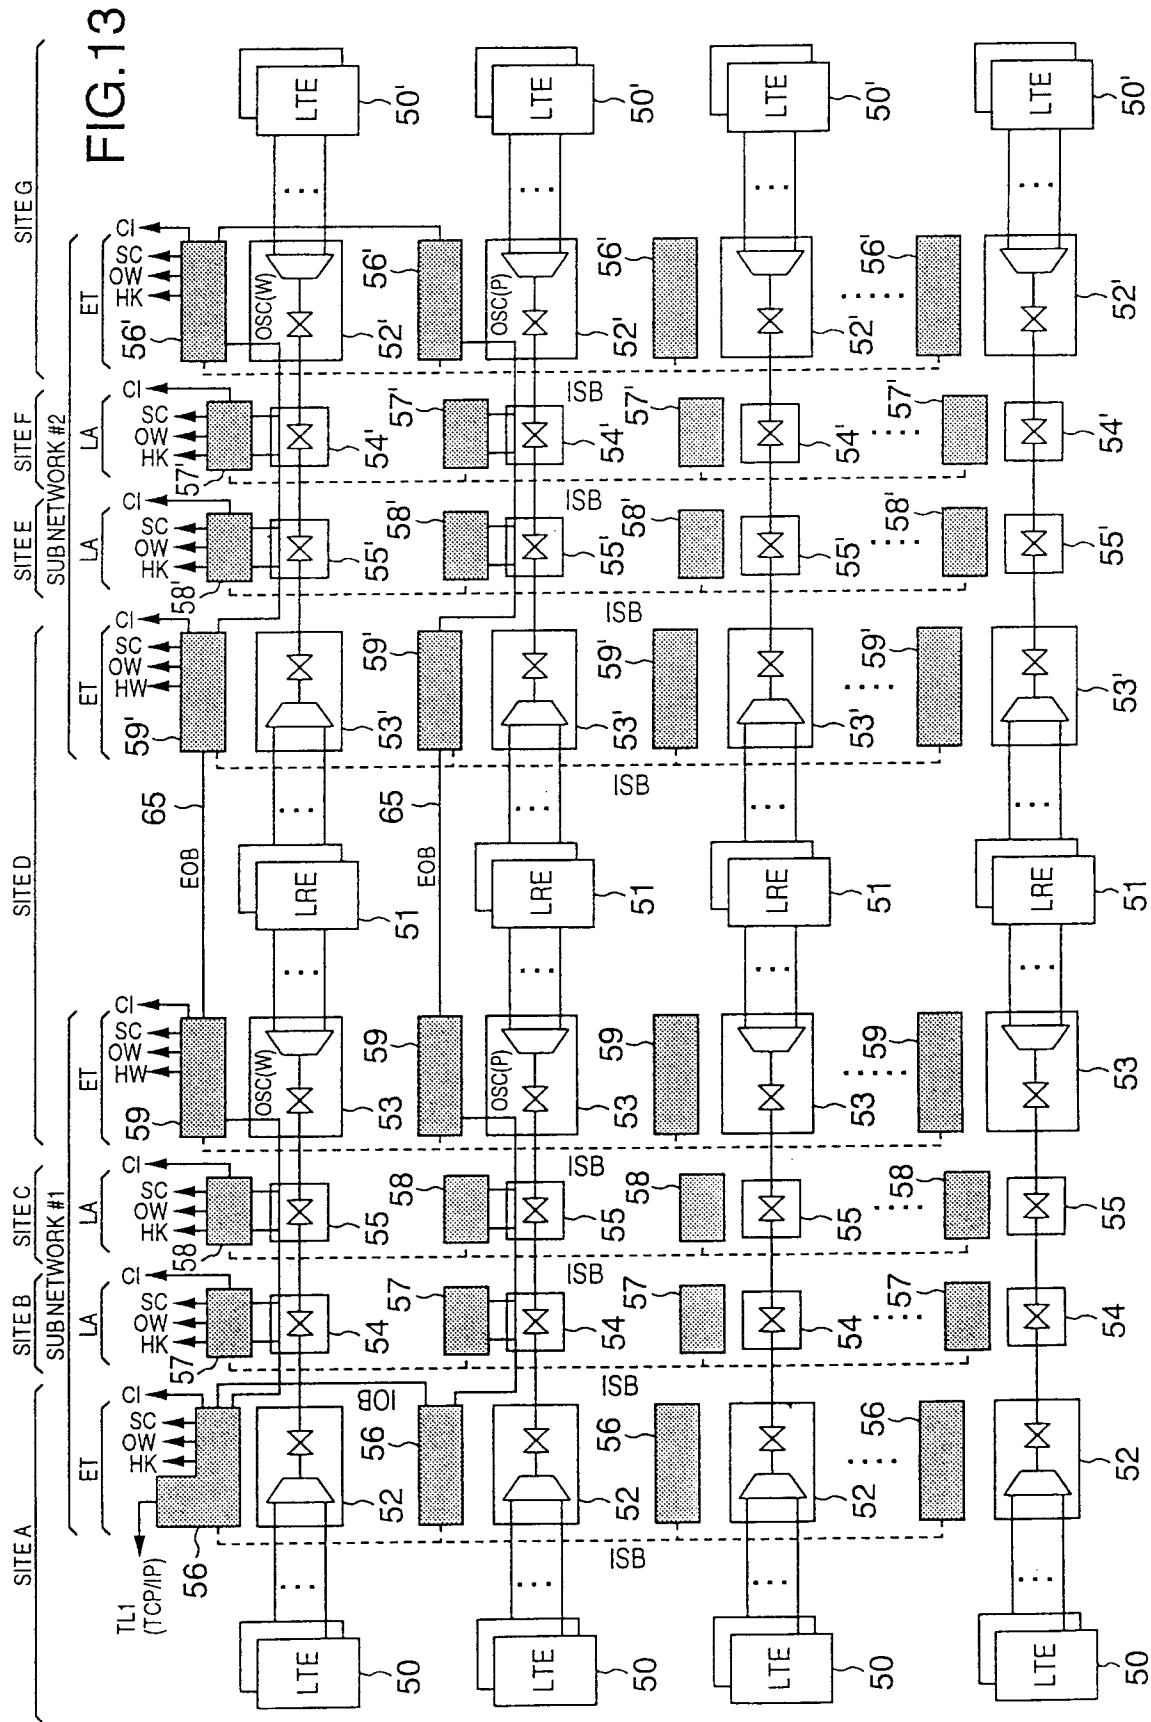 FIG.13
SITE A SITE B SITE C SITE D SITE E SITE F SITE G
SUBNETWORK #1 SUBNETWORK #2
ET LA LA ET ET LA LA ET
TL1
(TCP/IP)
HK OW SC CI
HK OW SC CI
HK OW SC CI
HW OW SC CI
HW OW SC CI
HK OW SC CI
HK OW SC CI
HK OW SC CI
56 57 58 59 EOB 65 59' 58' 57' 56'
OSC(W) OSC(W)
LTE LRE LTE
50 52 IOB 54 55 53 51 53' 55' 54' 52' 50'
56 57 58 59 EOB 65 59' 58' 57' 56'
OSC(P) OSC(P)
LTE LRE LTE
50 52 54 55 53 51 53' 55' 54' 52' 50'
ISB ISB ISB ISB ISB ISB ISB ISB
56 57 58 59 59' 58' 57' 56'
LTE LRE LTE
50 52 54 55 53 51 53' 55' 54' 52' 50'
56 57 58 59 59' 58' 57' 56'
LTE LRE LTE
50 52 54 55 53 51 53' 55' 54' 52' 50'